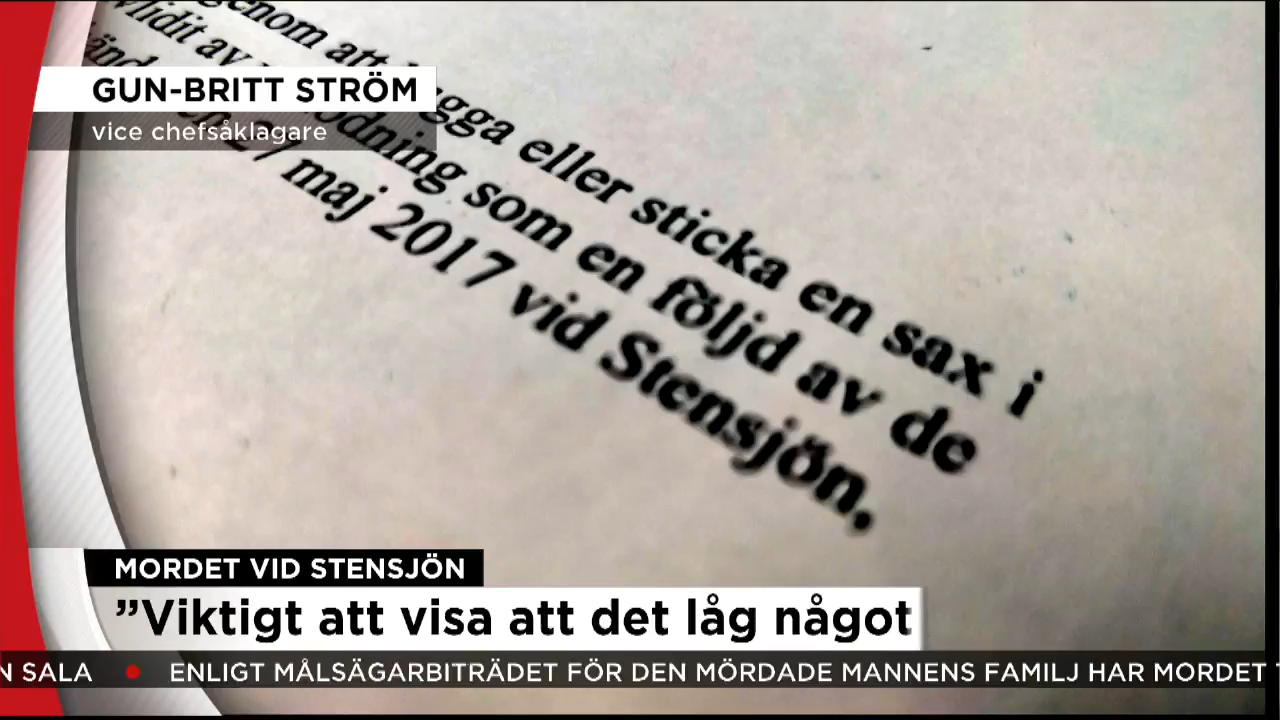 genom att
GUN-BRITT STRÖM
vice chefsåklagare
eller sticka en sax i
som en följd av de
27 maj 2017 vid Stensjön.
MORDET VID STENSJÖN
”Viktigt att visa att det låg något
N SALA • ENLIGT MÅLSÄGARBITRÄDET FÖR DEN MÖRDADE MANNENS FAMILJ HAR MORDET